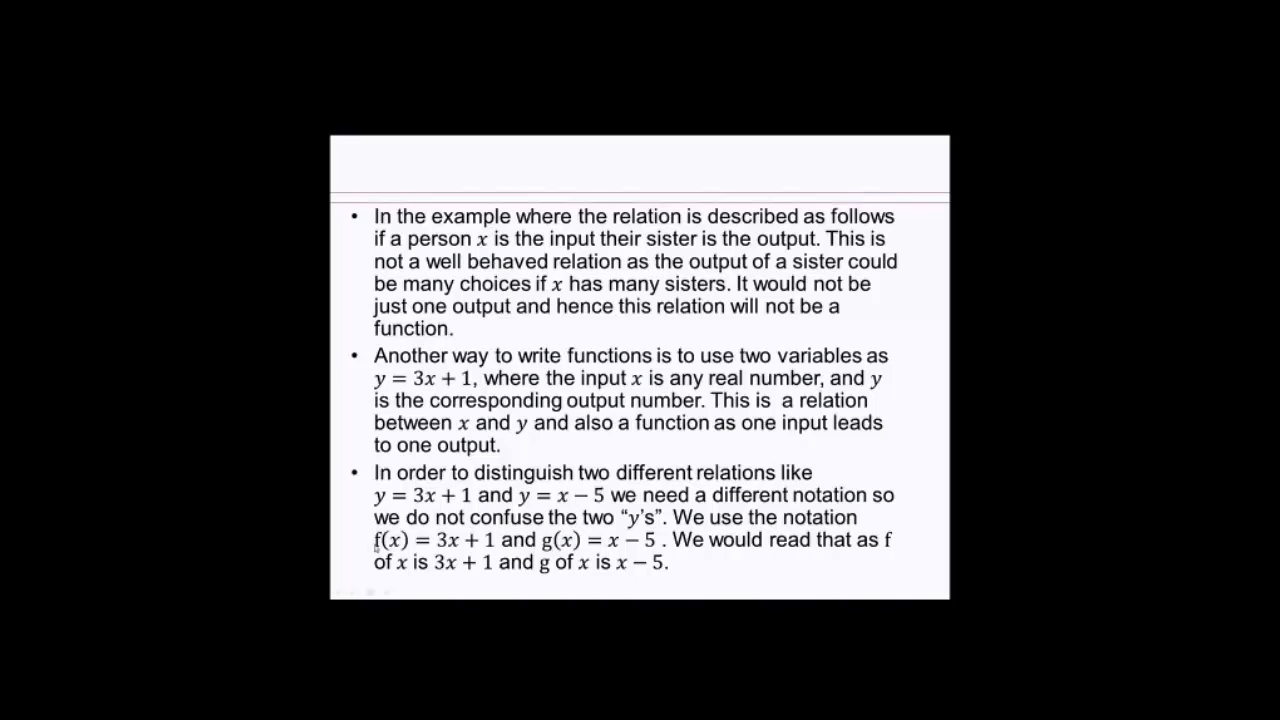 • In the example where the relation is described as follows
if a person x is the input their sister is the output. This is
not a well behaved relation as the output of a sister could
be many choices if x has many sisters. It would not be
just one output and hence this relation will not be a
function.
• Another way to write functions is to use two variables as
y = 3x + 1, where the input x is any real number, and y
is the corresponding output number. This is a relation
between x and y and also a function as one input leads
to one output.
• In order to distinguish two different relations like
y = 3x + 1 and y = x − 5 we need a different notation so
we do not confuse the two “y’s”. We use the notation
f(x) = 3x + 1 and g(x) = x − 5 . We would read that as f
of x is 3x + 1 and g of x is x − 5.